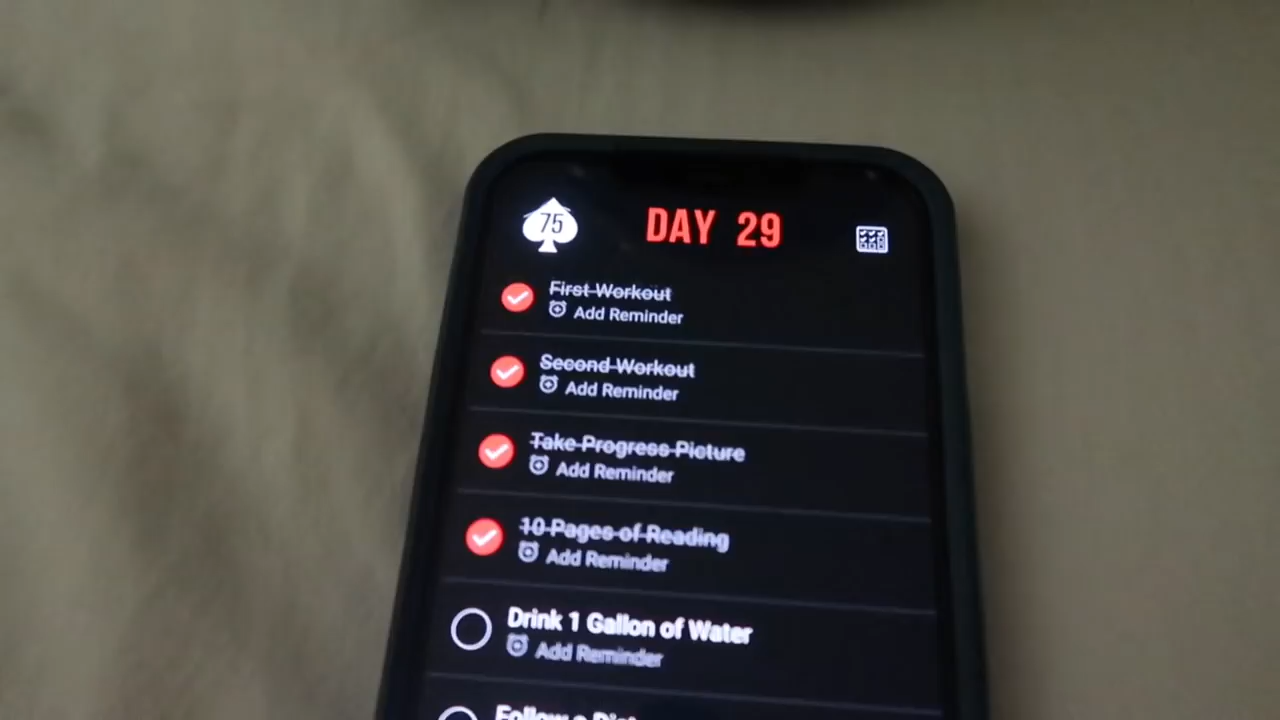 75
DAY 29
First Workout
Add Reminder
Second Workout
Add Reminder
Take Progress Picture
Add Reminder
10 Pages of Reading
Add Reminder
Drink 1 Gallon of Water
Add Reminder
Follow a